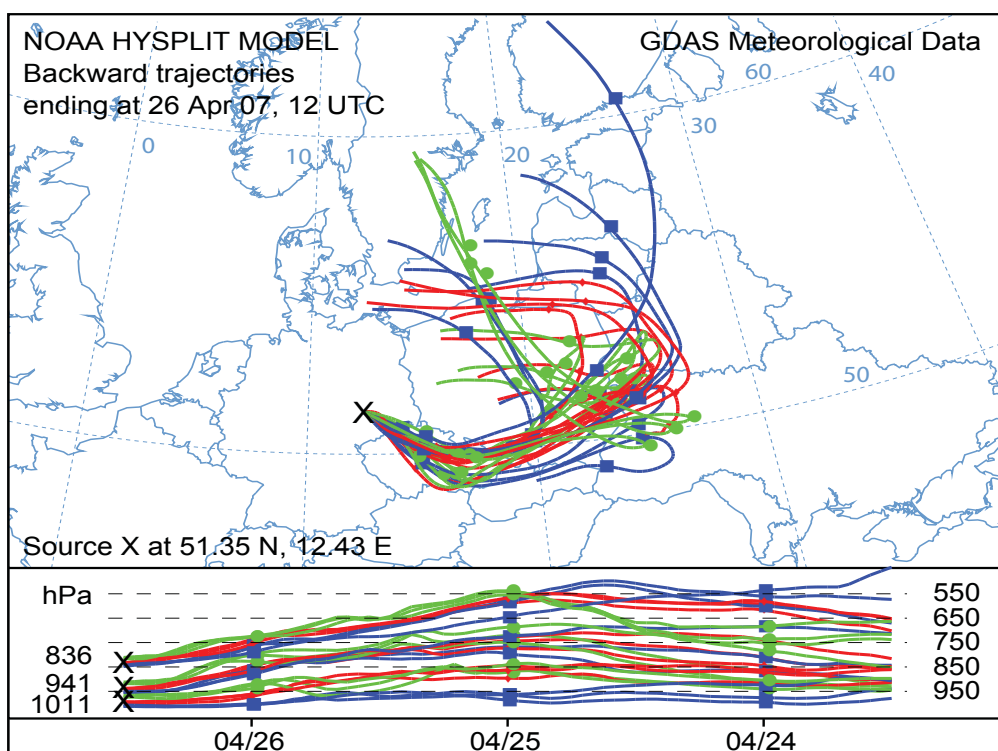 NOAA HYSPLIT MODEL
GDAS Meteorological Data
Backward trajectories
ending at 26 Apr 07, 12 UTC
60
40
30
20
10
0
50
X
Source X at 51.35 N, 12.43 E
hPa
550
650
750
836
X
850
941
X
950
1011
X
04/26
04/25
04/24